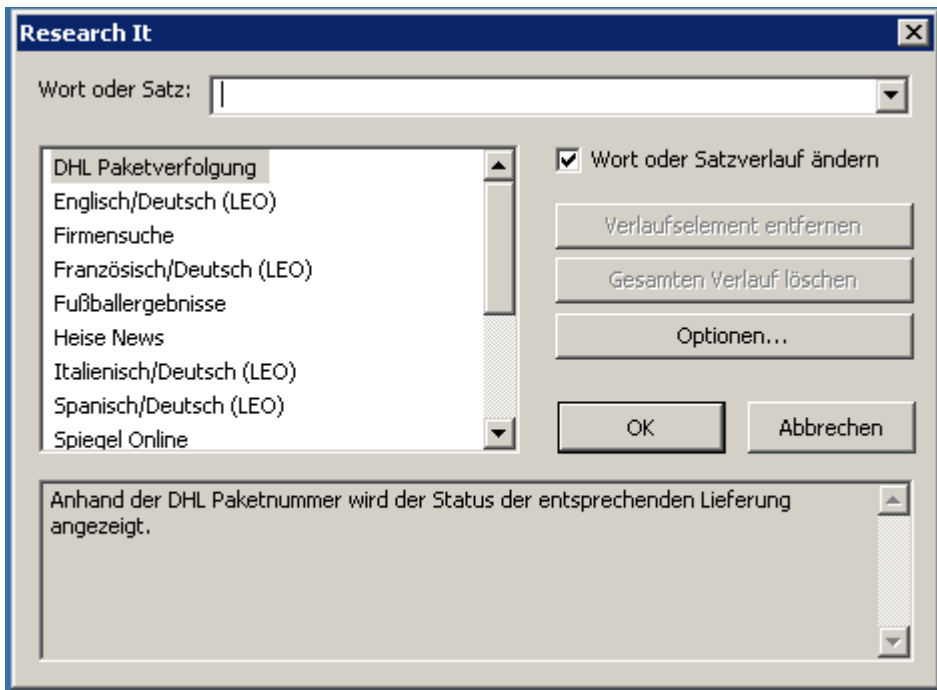 Research It
Wort oder Satz:
DHL Paketverfolgung
Englisch/Deutsch (LEO)
Firmensuche
Französisch/Deutsch (LEO)
Fußballergebnisse
Heise News
Italienisch/Deutsch (LEO)
Spanisch/Deutsch (LEO)
Spiegel Online
Wort oder Satzverlauf ändern
Verlaufselement entfernen
Gesamten Verlauf löschen
Optionen...
OK
Abbrechen
Anhand der DHL Paketnummer wird der Status der entsprechenden Lieferung
angezeigt.